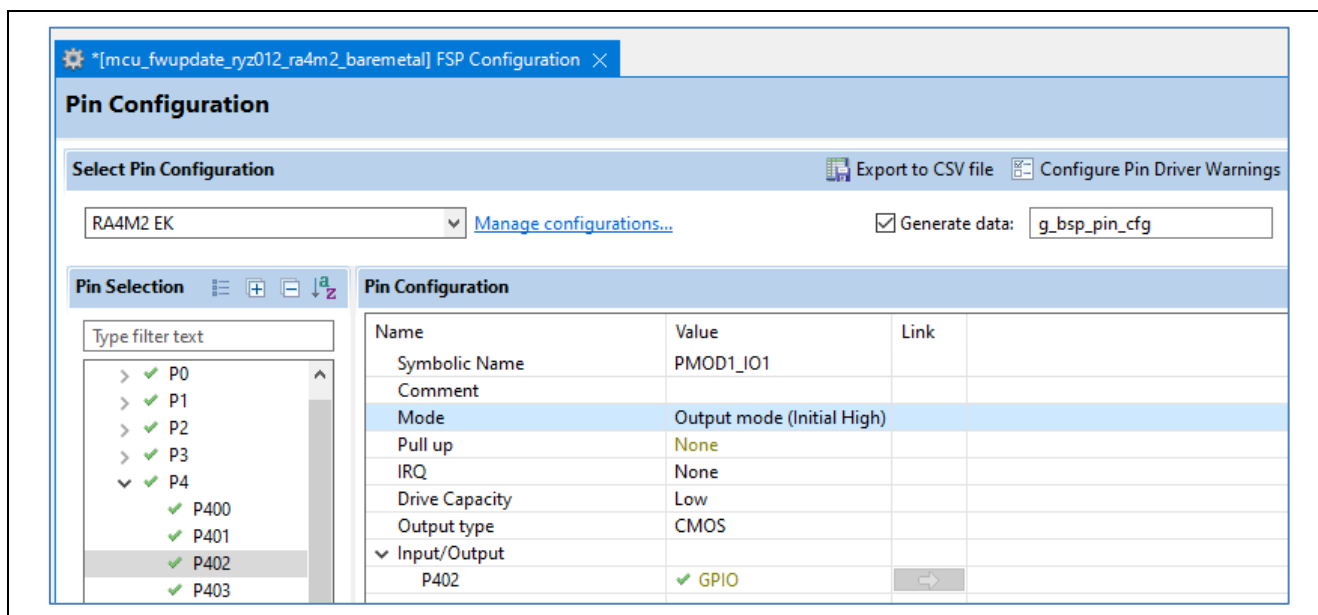 *[mcu_fwupdate_ryz012_ra4m2_baremetal] FSP Configuration
Pin Configuration
Select Pin Configuration
Export to CSV file
Configure Pin Driver Warnings
RA4M2 EK
Manage configurations...
Generate data:
g_bsp_pin_cfg
Pin Selection
Type filter text
P0
P1
P2
P3
P4
P400
P401
P402
P403
Pin Configuration
Name Value Link
Symbolic Name PMOD1_IO1
Comment
Mode Output mode (Initial High)
Pull up None
IRQ None
Drive Capacity Low
Output type CMOS
Input/Output
P402 GPIO